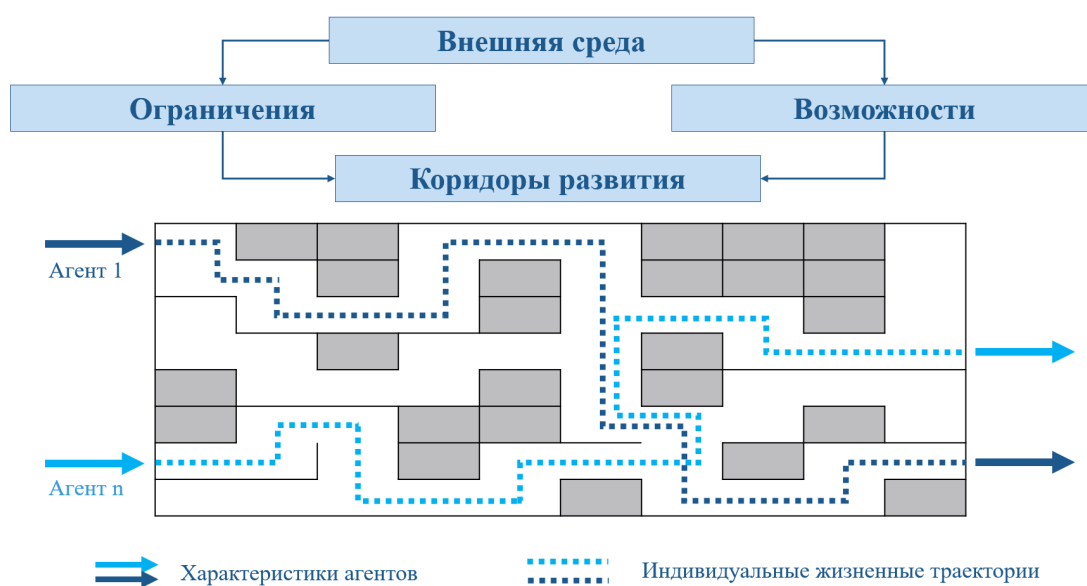 Внешняя среда
Ограничения
Возможности
Коридоры развития
Агент 1
Агент n
Характеристики агентов
Индивидуальные жизненные траектории